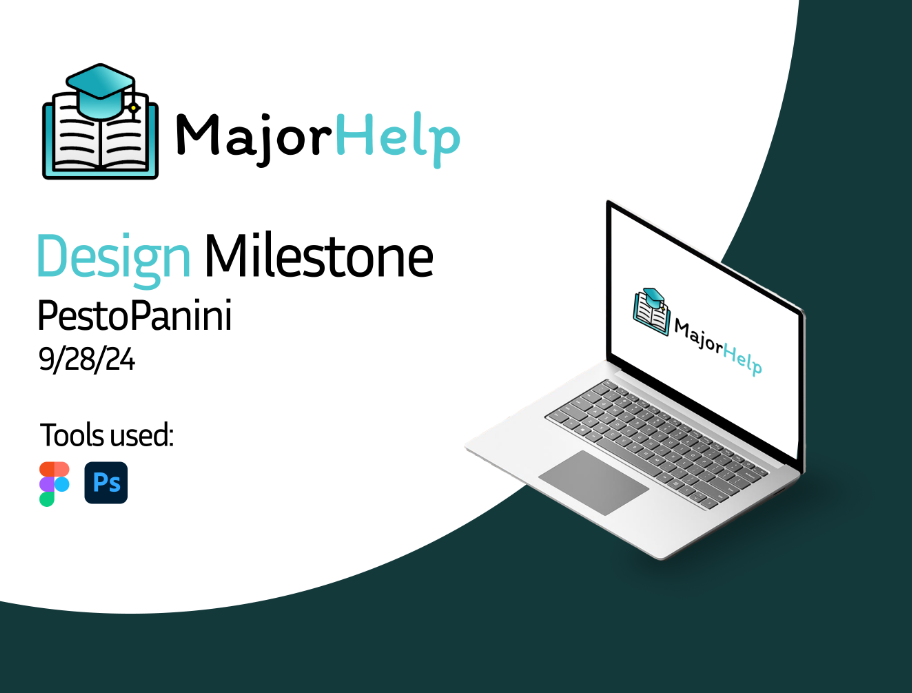 MajorHelp
Design Milestone
PestoPanini
9/28/24
Tools used:
Ps
MajorHelp